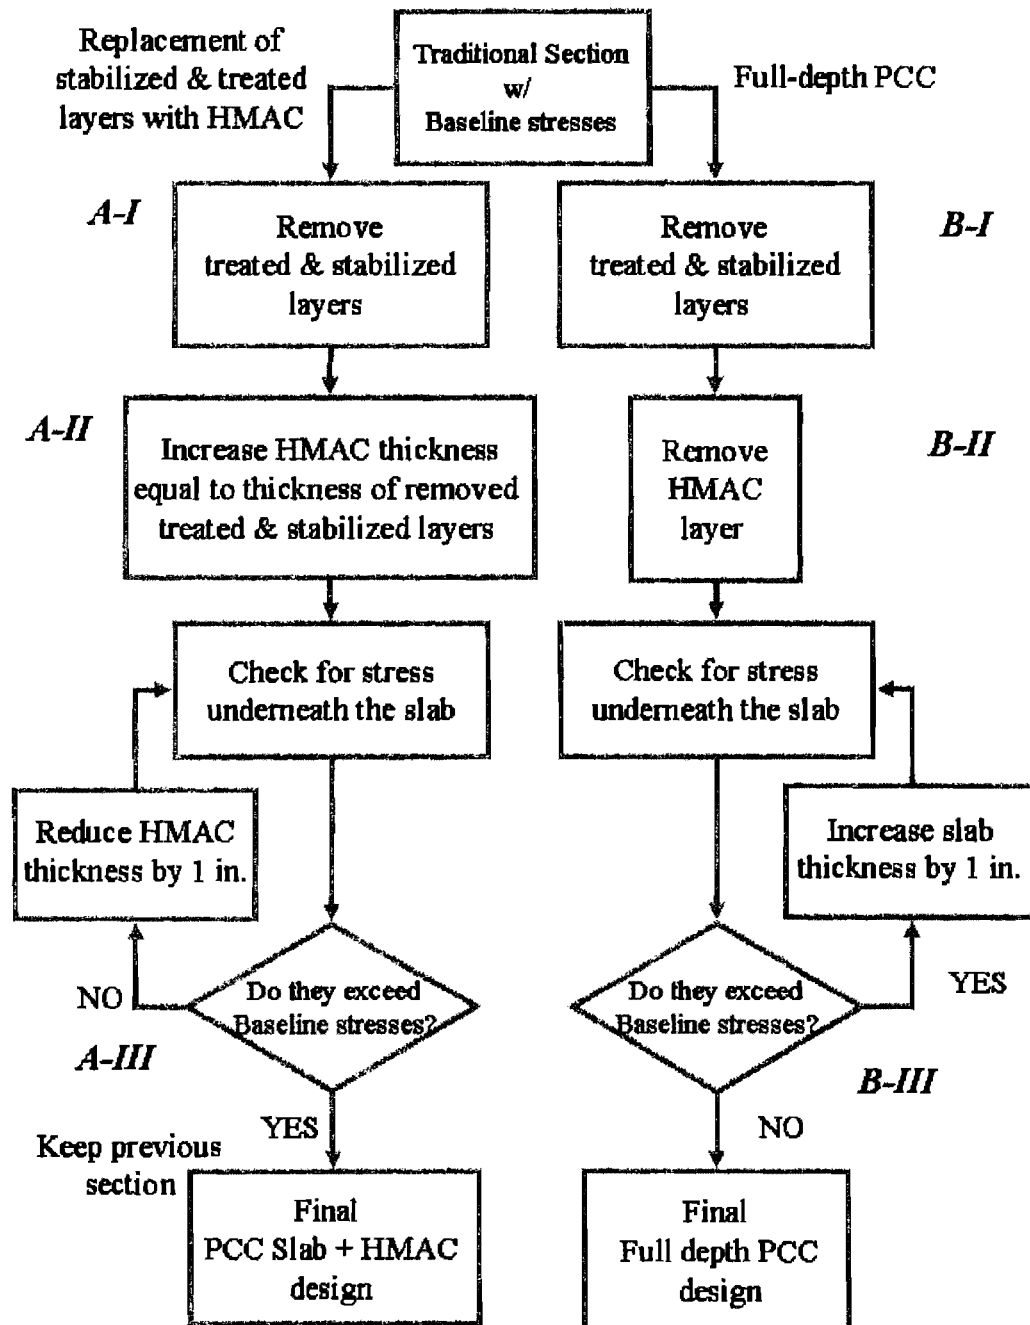 Replacement of
stabilized & treated
layers with HMAC
Traditional Section
w/
Baseline stresses
Full-depth PCC
A-I
Remove
treated & stabilized
layers
Remove
treated & stabilized
layers
B-I
A-II
Increase HMAC thickness
equal to thickness of removed
treated & stabilized layers
Remove
HMAC
layer
B-II
Check for stress
underneath the slab
Check for stress
underneath the slab
Reduce HMAC
thickness by 1 in.
Increase slab
thickness by 1 in.
NO
Do they exceed
Baseline stresses?
Do they exceed
Baseline stresses?
YES
A-III
B-III
YES
NO
Keep previous
section
Final
PCC Slab + HMAC
design
Final
Full depth PCC
design